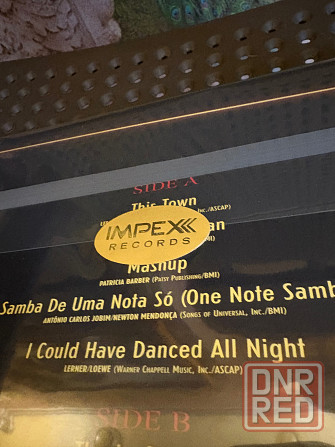 SIDE A
This Town
Inc./ASCAP)
IMPEX
RECORDS
Mashup
PATRICIA BARBER (Patsy Publishing/BMI)
Samba De Uma Nota Só (One Note Samb
ANTÔNIO CARLOS JOBIM/NEWTON MENDONÇA (Songs of Universal, Inc./BMI)
I Could Have Danced All Night
LERNER/LOEWE (Warner Chappell Music, Inc./ASCAP)
SIDE B
DNR
RED